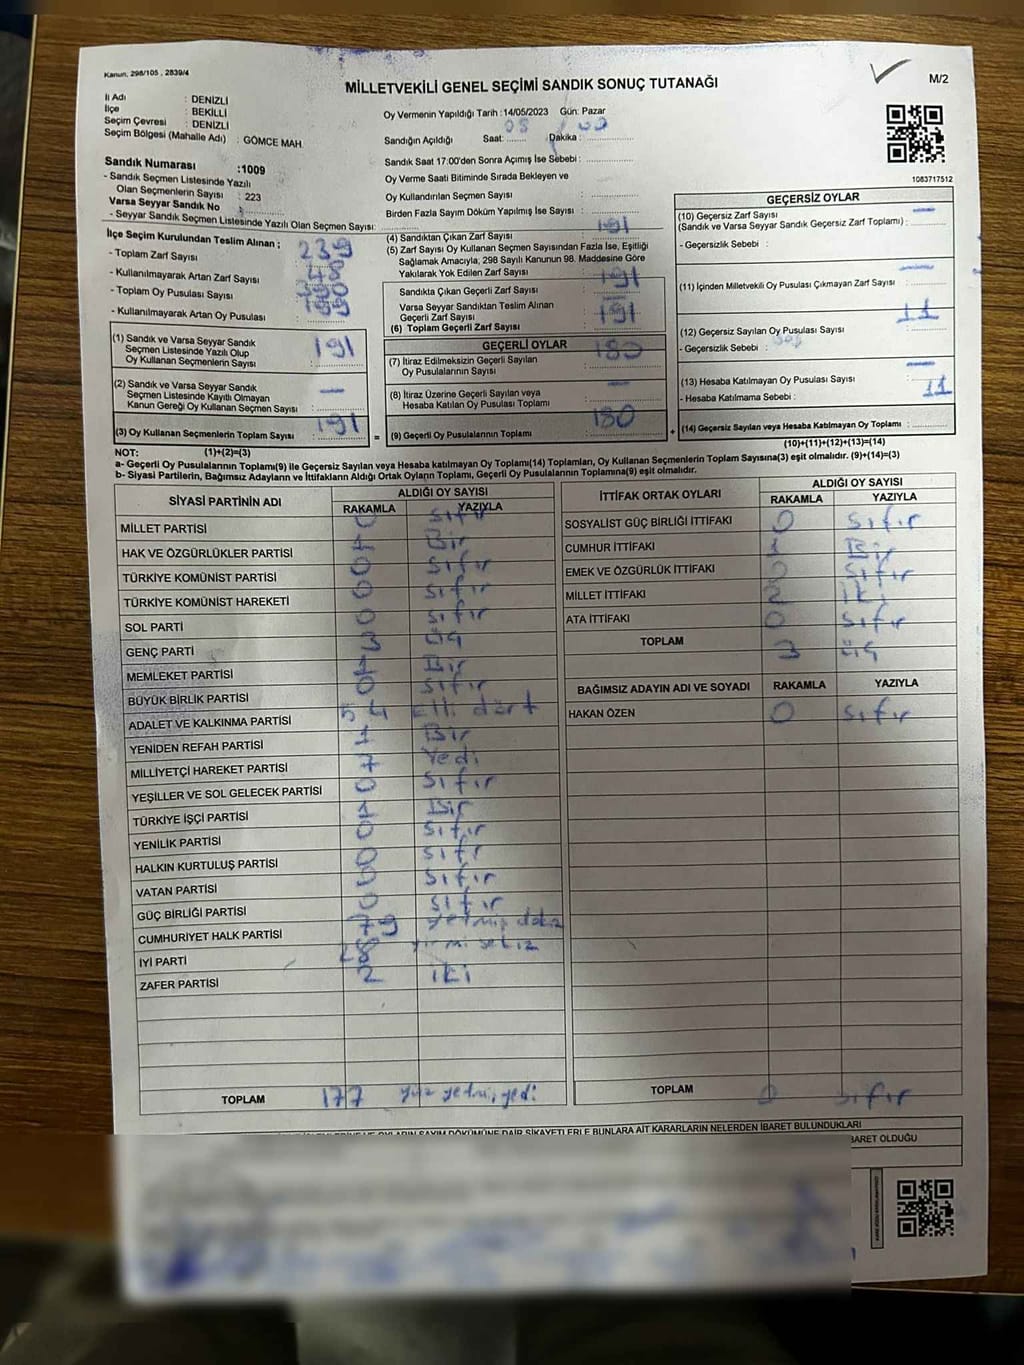 Kanun, 298/105 , 2839/4
MİLLETVEKİLİ GENEL SEÇİMİ SANDIK SONUÇ TUTANAĞI
M/2
İl Adı : DENİZLİ
İlçe : BEKİLLİ
Seçim Çevresi : DENİZLİ
Seçim Bölgesi (Mahalle Adı) : GÖMCE MAH.
Sandık Numarası :1009
- Sandık Seçmen Listesinde Yazılı
Olan Seçmenlerin Sayısı : 223
Varsa Seyyar Sandık No :
- Seyyar Sandık Seçmen Listesinde Yazılı Olan Seçmen Sayısı:
Oy Vermenin Yapıldığı Tarih :14/05/2023 Gün: Pazar
Sandığın Açıldığı Saat: 08 Dakika: 00
Sandık Saat 17:00'den Sonra Açımış İse Sebebi :
Oy Verme Saati Bitiminde Sırada Bekleyen ve
Oy Kullandırılan Seçmen Sayısı :
Birden Fazla Sayım Döküm Yapılmış İse Sayısı :
1083717512
İlçe Seçim Kurulundan Teslim Alınan ;
- Toplam Zarf Sayısı : 239
- Kullanılmayarak Artan Zarf Sayısı : 48
- Toplam Oy Pusulası Sayısı :
- Kullanılmayarak Artan Oy Pusulası :
(1) Sandık ve Varsa Seyyar Sandık
Seçmen Listesinde Yazılı Olup
Oy Kullanan Seçmenlerin Sayısı : 191
(2) Sandık ve Varsa Seyyar Sandık
Seçmen Listesinde Kayıtlı Olmayan
Kanun Gereği Oy Kullanan Seçmen Sayısı : —
(3) Oy Kullanan Seçmenlerin Toplam Sayısı : 191
(4) Sandıktan Çıkan Zarf Sayısı : 191
(5) Zarf Sayısı Oy Kullanan Seçmen Sayısından Fazla İse, Eşitliği
Sağlamak Amacıyla, 298 Sayılı Kanunun 98. Maddesine Göre
Yakılarak Yok Edilen Zarf Sayısı :
Sandıkta Çıkan Geçerli Zarf Sayısı : 191
Varsa Seyyar Sandıktan Teslim Alınan
Geçerli Zarf Sayısı :
(6) Toplam Geçerli Zarf Sayısı : 191
GEÇERLİ OYLAR
(7) İtiraz Edilmeksizin Geçerli Sayılan
Oy Pusulalarının Sayısı : 180
(8) İtiraz Üzerine Geçerli Sayılan veya
Hesaba Katılan Oy Pusulası Toplamı : —
= (9) Geçerli Oy Pusulalarının Toplamı : 180
GEÇERSİZ OYLAR
(10) Geçersiz Zarf Sayısı
(Sandık ve Varsa Seyyar Sandık Geçersiz Zarf Toplamı) : —
- Geçersizlik Sebebi :
(11) İçinden Milletvekili Oy Pusulası Çıkmayan Zarf Sayısı : —
(12) Geçersiz Sayılan Oy Pusulası Sayısı : 11
- Geçersizlik Sebebi :
(13) Hesaba Katılmayan Oy Pusulası Sayısı : —
- Hesaba Katılmama Sebebi :
+ (14) Geçersiz Sayılan veya Hesaba Katılmayan Oy Toplamı : 11
NOT: (1)+(2)=(3)
(10)+(11)+(12)+(13)=(14)
a- Geçerli Oy Pusulalarının Toplamı(9) ile Geçersiz Sayılan veya Hesaba katılmayan Oy Toplamı(14) Toplamları, Oy Kullanan Seçmenlerin Toplam Sayısına(3) eşit olmalıdır. (9)+(14)=(3)
b- Siyasi Partilerin, Bağımsız Adayların ve İttifakların Aldığı Ortak Oyların Toplamı, Geçerli Oy Pusulalarının Toplamına(9) eşit olmalıdır.
SİYASİ PARTİNİN ADI ALDIĞI OY SAYISI
RAKAMLA YAZIYLA
MİLLET PARTİSİ 0 sıfır
HAK VE ÖZGÜRLÜKLER PARTİSİ 1 Bir
TÜRKİYE KOMÜNİST PARTİSİ 0 sıfır
TÜRKİYE KOMÜNİST HAREKETİ 0 sıfır
SOL PARTİ 0 sıfır
GENÇ PARTİ 3 üç
MEMLEKET PARTİSİ 1 Bir
BÜYÜK BİRLİK PARTİSİ 0 sıfır
ADALET VE KALKINMA PARTİSİ 54 Elli dört
YENİDEN REFAH PARTİSİ 1 Bir
MİLLİYETÇİ HAREKET PARTİSİ 7 Yedi
YEŞİLLER VE SOL GELECEK PARTİSİ 0 sıfır
TÜRKİYE İŞÇİ PARTİSİ 1 Bir
YENİLİK PARTİSİ 0 sıfır
HALKIN KURTULUŞ PARTİSİ 0 sıfr
VATAN PARTİSİ 0 sıfır
GÜÇ BİRLİĞİ PARTİSİ 0 sıfır
CUMHURİYET HALK PARTİSİ 79 yetmiş dokuz
İYİ PARTİ 28 yirmi sekiz
ZAFER PARTİSİ 2 iki
TOPLAM 177 yüz yetmiş yedi
İTTİFAK ORTAK OYLARI ALDIĞI OY SAYISI
RAKAMLA YAZIYLA
SOSYALİST GÜÇ BİRLİĞİ İTTİFAKI 0 sıfır
CUMHUR İTTİFAKI 1 Bir
EMEK VE ÖZGÜRLÜK İTTİFAKI 0 sıfır
MİLLET İTTİFAKI 2 iki
ATA İTTİFAKI 0 sıfır
TOPLAM 3 üç
BAĞIMSIZ ADAYIN ADI VE SOYADI RAKAMLA YAZIYLA
HAKAN ÖZEN 0 sıfır
TOPLAM 0 sıfır
OYLARIN SAYIM DÖKÜMÜNE DAİR ŞİKAYETLERLE BUNLARA AİT KARARLARIN NELERDEN İBARET BULUNDUKLARI
İBARET OLDUĞU